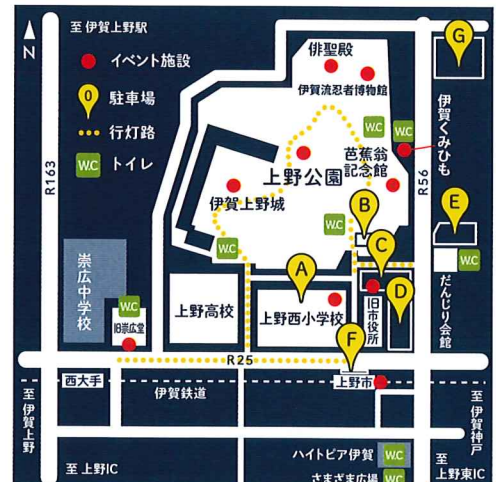 N
至 伊賀上野駅
イベント施設
0
駐車場
行灯路
W.C
トイレ
R163
俳聖殿
伊賀流忍者博物館
G
伊賀くみひも
W.C
W.C
芭蕉翁
記念館
R56
上野公園
伊賀上野城
W.C
B
E
W.C
C
W.C
だんじり会館
崇広中学校
W.C
旧崇広堂
上野高校
A
上野西小学校
旧市役所
D
F
R25
西大手
伊賀鉄道
上野市
至 伊賀上野
至 伊賀神戸
至 上野IC
ハイトピア伊賀
W.C
さまざま広場
W.C
至
上野東IC